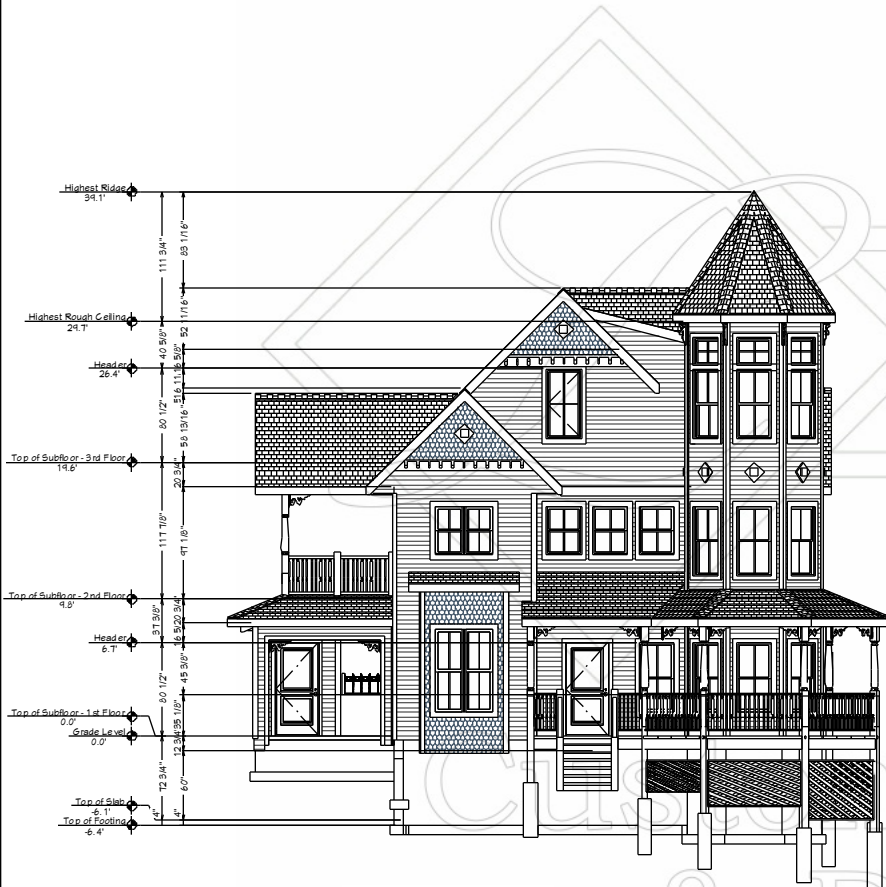 Highest Ridge
39.1'
Highest Rough Ceiling
29.7'
Header
26.4'
Top of Subfloor - 3rd Floor
19.6'
Top of Subfloor - 2nd Floor
9.8'
Header
6.7'
Top of Subfloor - 1st Floor
0.0'
Grade Level
0.0'
Top of Slab
-6.1'
Top of Footing
-6.4'
111 3/4"
40 5/8"
80 1/2"
117 7/8"
37 3/8"
80 1/2"
72 3/4"
4"
83 1/16"
52 11/16"
58 13/16"
20 3/4"
97 1/8"
20 3/4"
45 3/8"
35 1/8"
12 3/4"
60"
4"